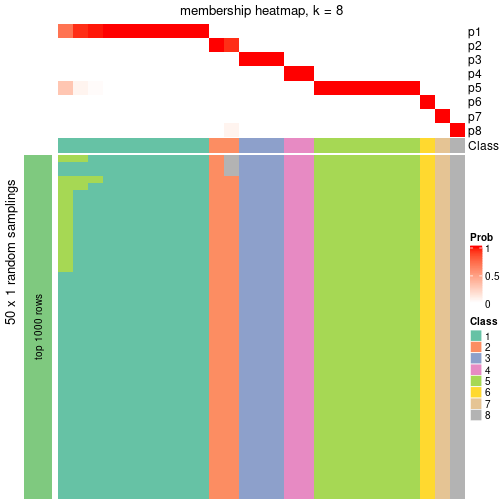 membership heatmap, k = 8
p1
p2
p3
p4
p5
p6
p7
p8
Class
50 x 1 random samplings
top 1000 rows
Prob
1
0.5
0
Class
1
2
3
4
5
6
7
8